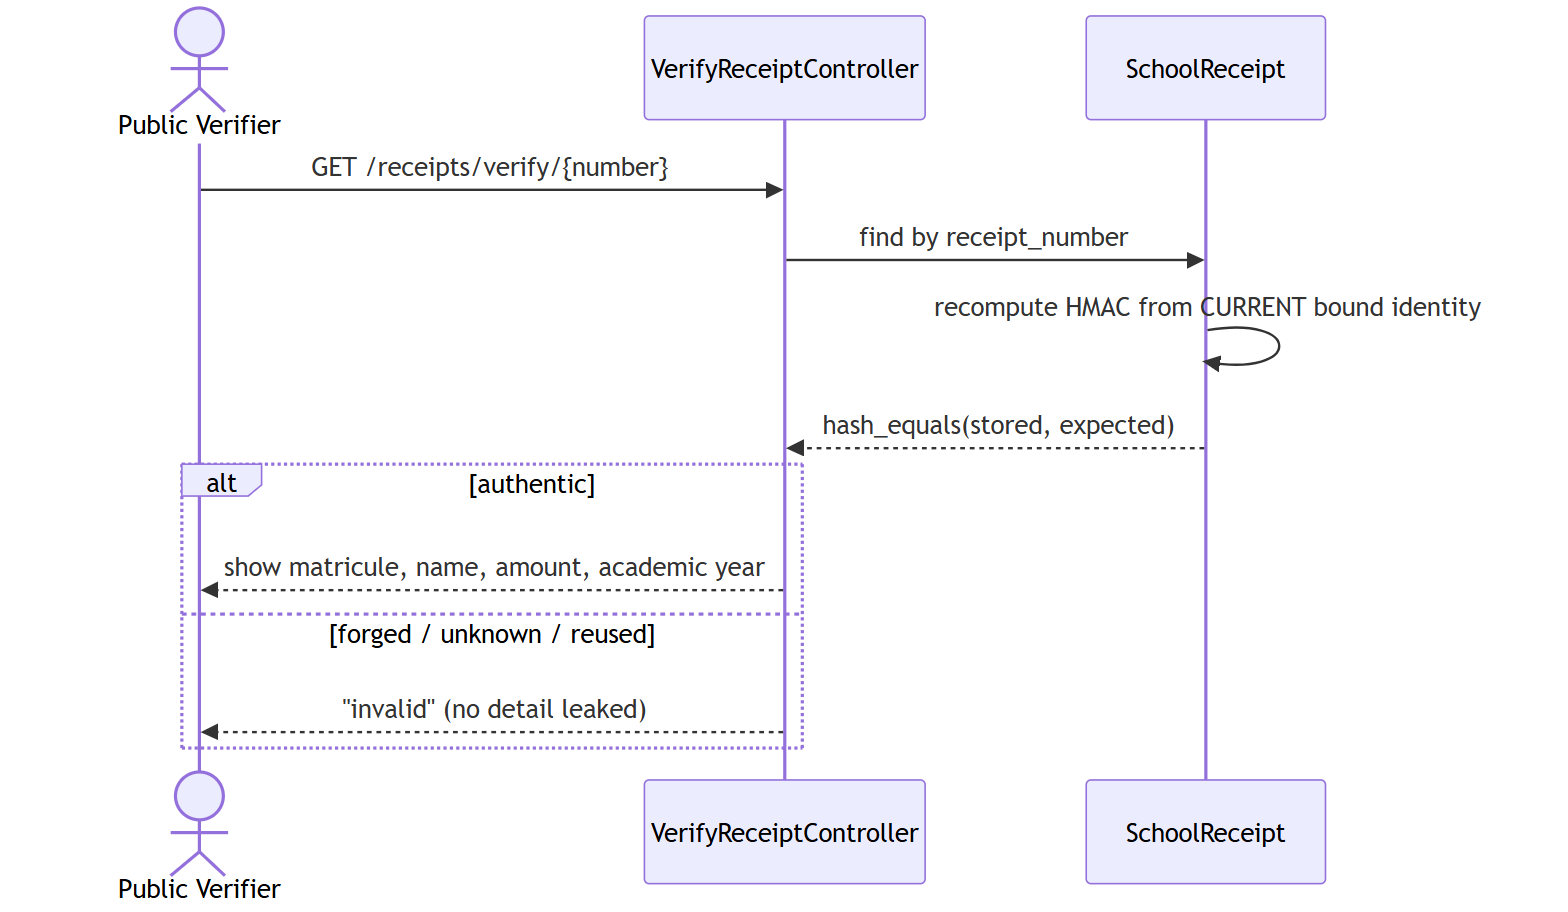 Public Verifier
VerifyReceiptController
SchoolReceipt
GET /receipts/verify/{number}
find by receipt_number
recompute HMAC from CURRENT bound identity
hash_equals(stored, expected)
alt
[authentic]
show matricule, name, amount, academic year
[forged / unknown / reused]
"invalid" (no detail leaked)
Public Verifier
VerifyReceiptController
SchoolReceipt